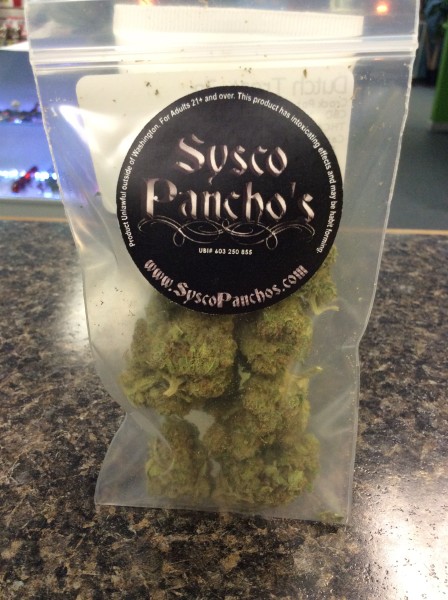 Product Unlawful outside of Washington. For Adults 21+ and over. This product has intoxicating effects and may be habit forming.
Sysco
Pancho's
UBI# 603 250 855
www.SyscoPanchos.com
Dutch